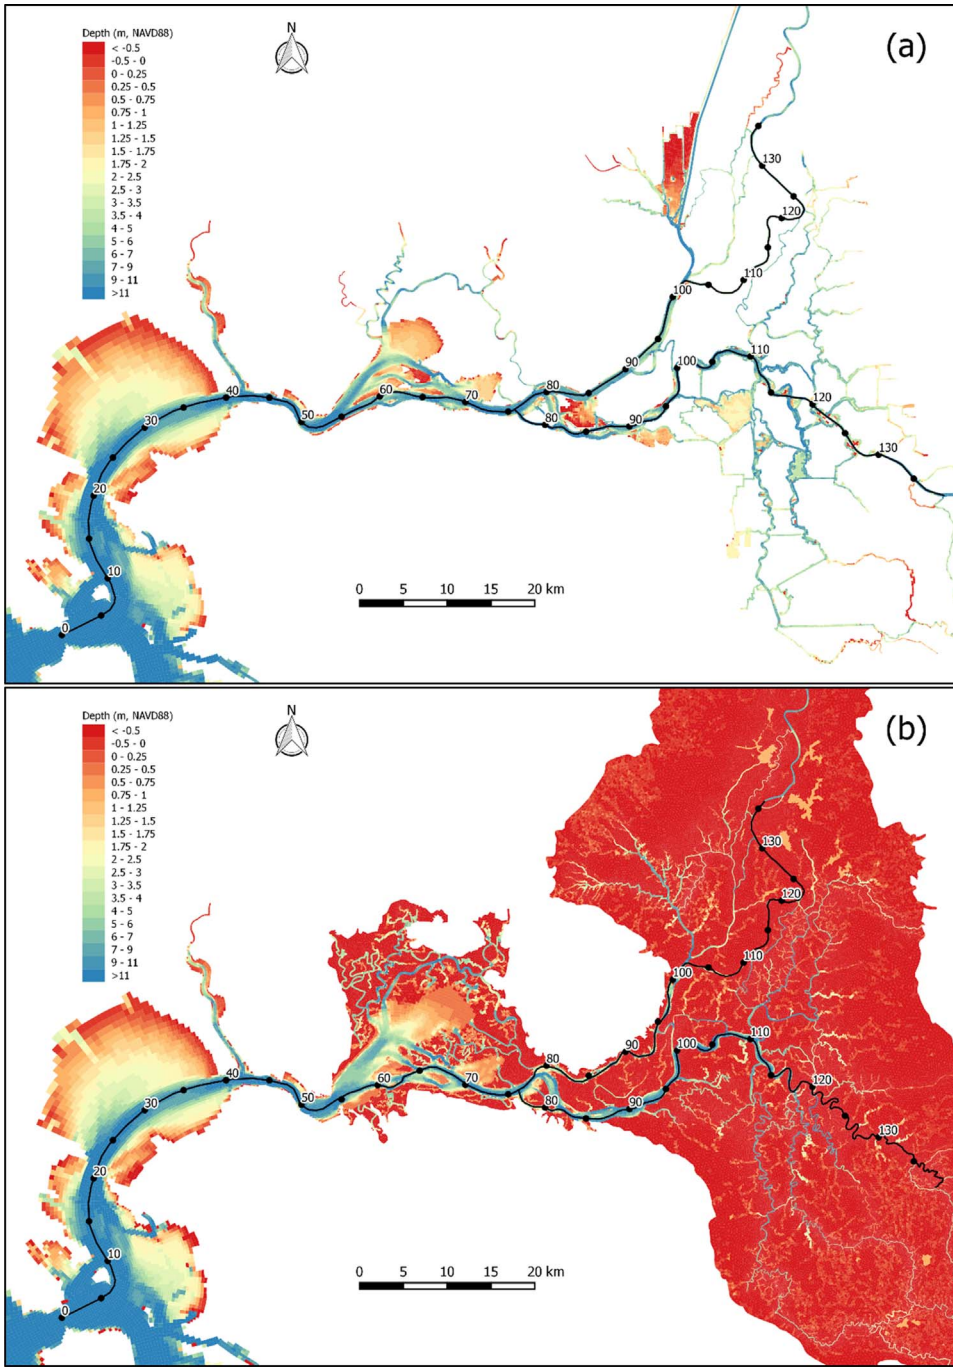 (a)
Depth (m, NAVD88)
< -0.5
-0.5 - 0
0 - 0.25
0.25 - 0.5
0.5 - 0.75
0.75 - 1
1 - 1.25
1.25 - 1.5
1.5 - 1.75
1.75 - 2
2 - 2.5
2.5 - 3
3 - 3.5
3.5 - 4
4 - 5
5 - 6
6 - 7
7 - 9
9 - 11
>11
N
130
120
110
100
100
110
90
120
80
60
70
40
50
30
80
90
130
20
10
0
0 5 10 15 20 km
(b)
Depth (m, NAVD88)
< -0.5
-0.5 - 0
0 - 0.25
0.25 - 0.5
0.5 - 0.75
0.75 - 1
1 - 1.25
1.25 - 1.5
1.5 - 1.75
1.75 - 2
2 - 2.5
2.5 - 3
3 - 3.5
3.5 - 4
4 - 5
5 - 6
6 - 7
7 - 9
9 - 11
>11
N
130
120
110
100
110
90
100
80
120
60
70
40
50
30
80
90
130
20
10
0
0 5 10 15 20 km